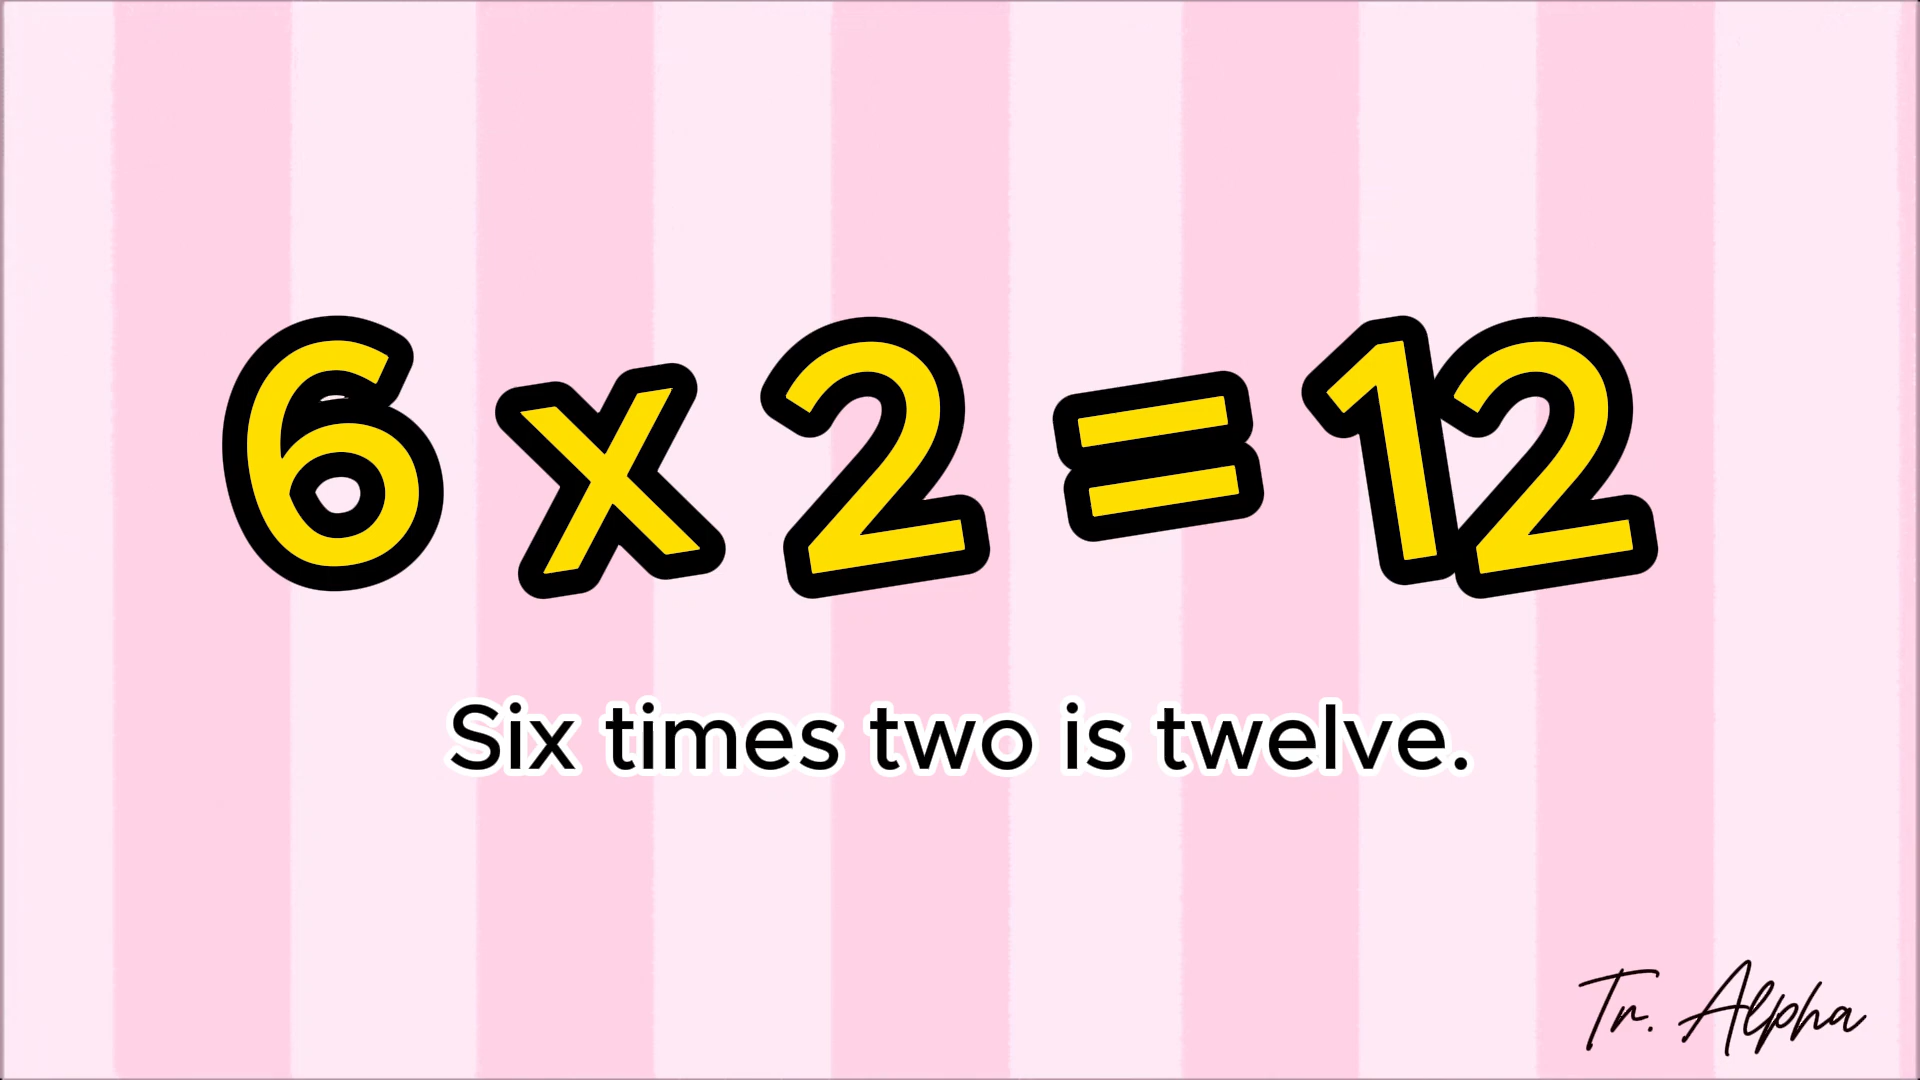 6 x 2 = 12
Six times two is twelve.
Tr. Alpha